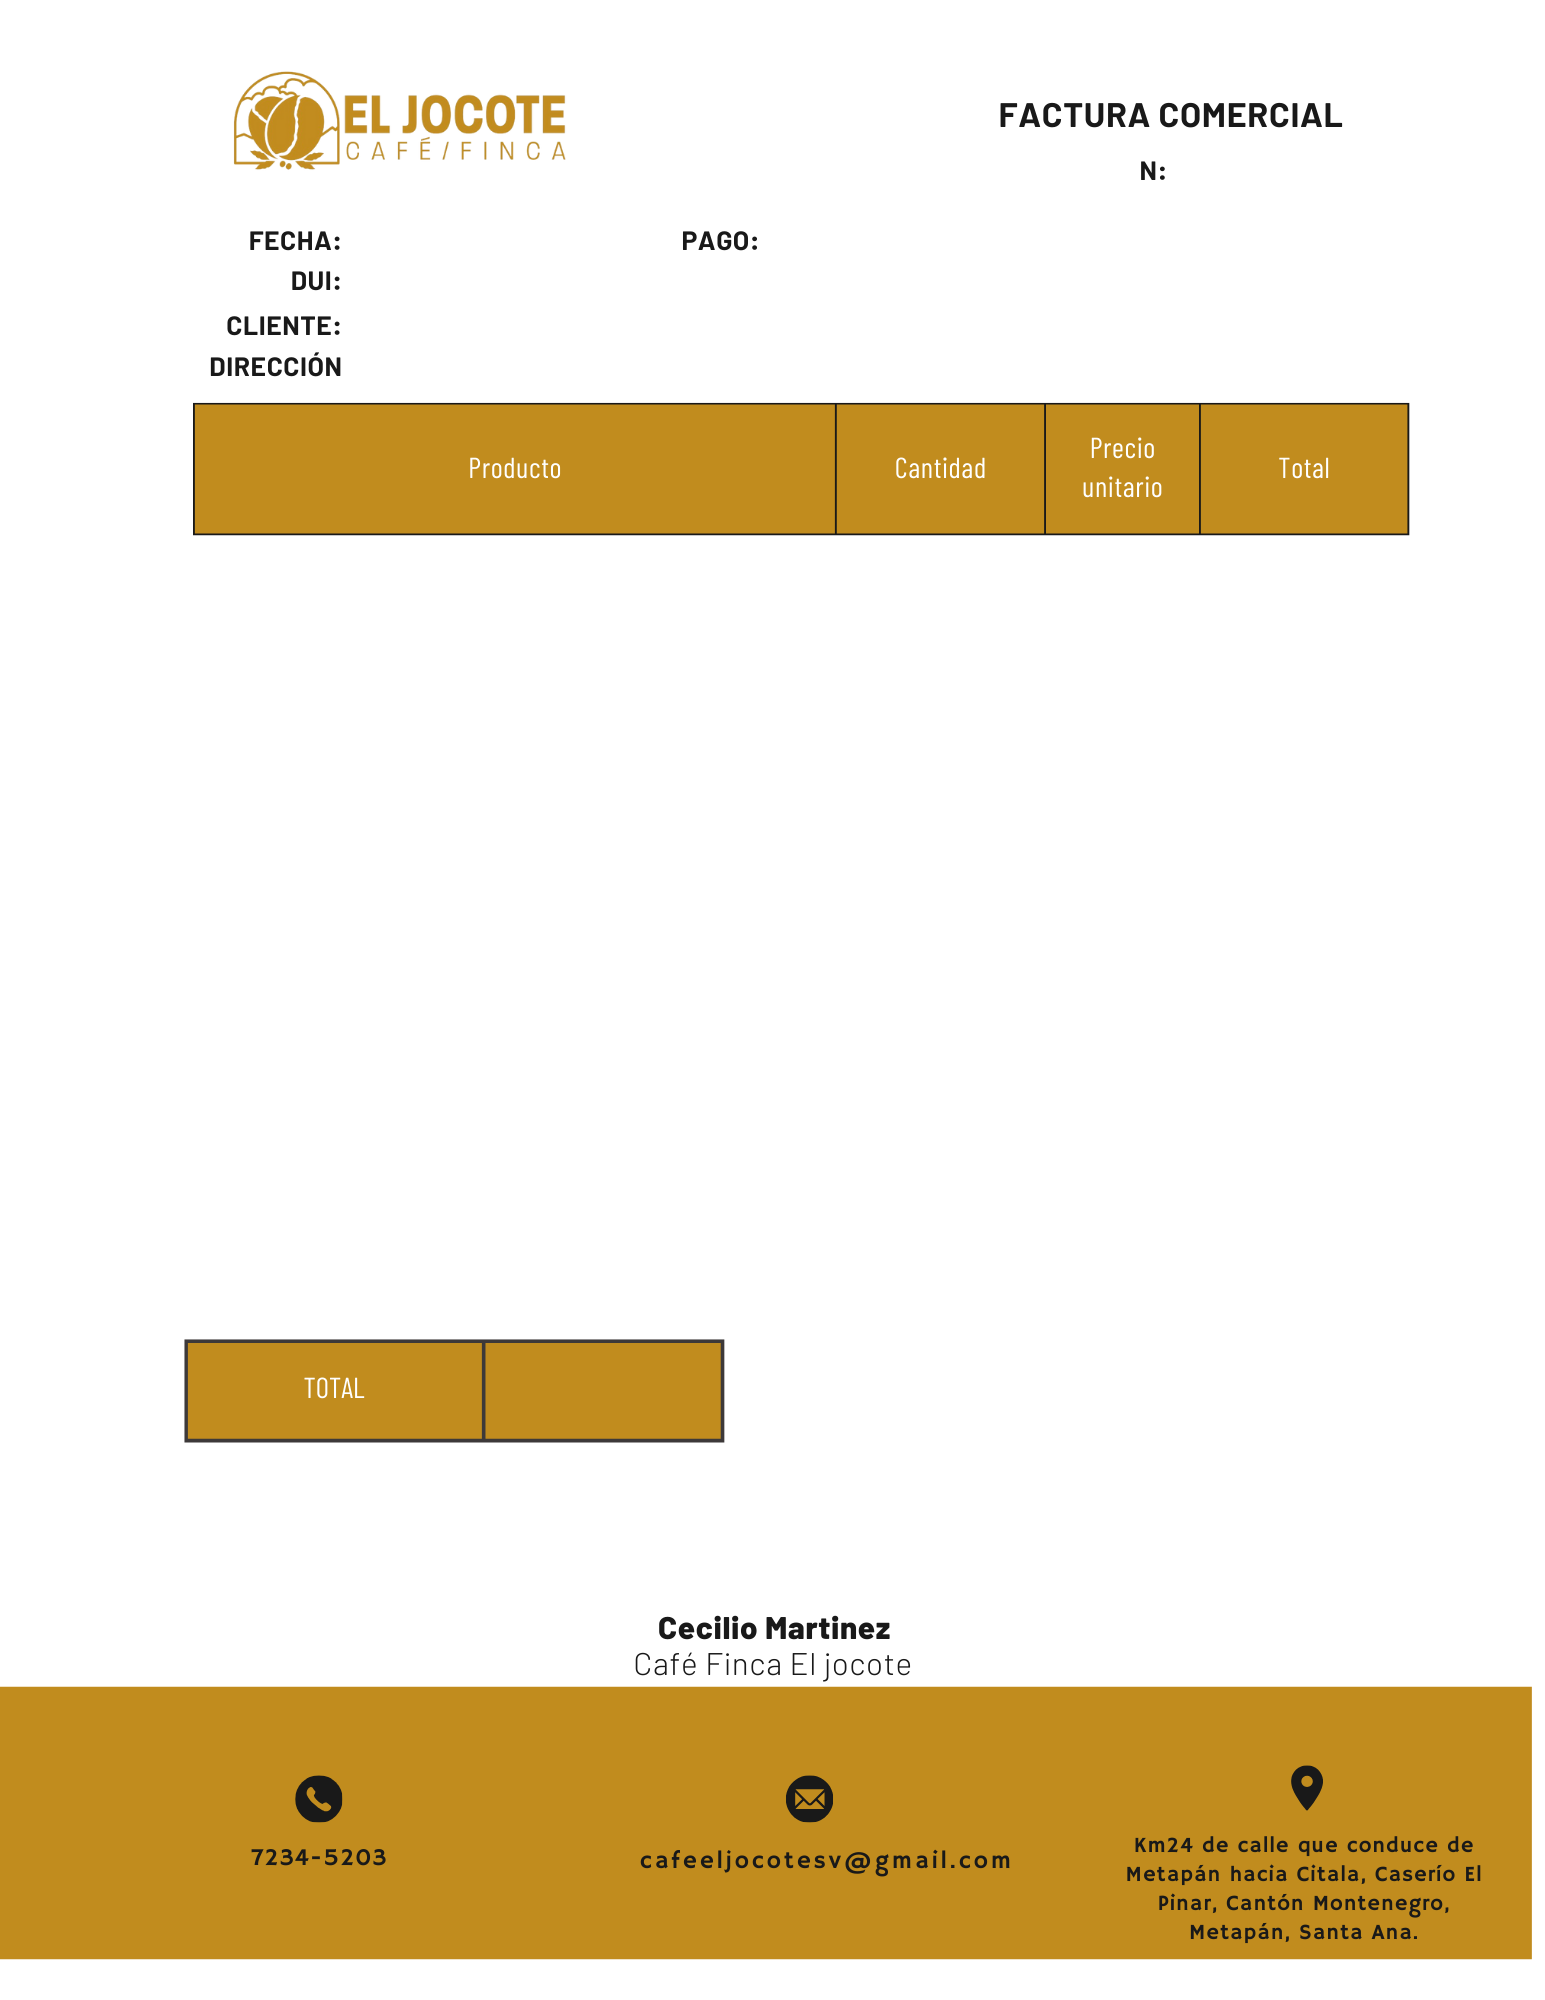 EL JOCOTE
CAFÉ/FINCA
FACTURA COMERCIAL
N:
FECHA:
PAGO:
DUI:
CLIENTE:
DIRECCIÓN
Producto
Cantidad
Precio
unitario
Total
TOTAL
Cecilio Martinez
Café Finca El jocote
7234-5203
cafeeljocotesv@gmail.com
Km24 de calle que conduce de
Metapán hacia Citala, Caserío El
Pinar, Cantón Montenegro,
Metapán, Santa Ana.